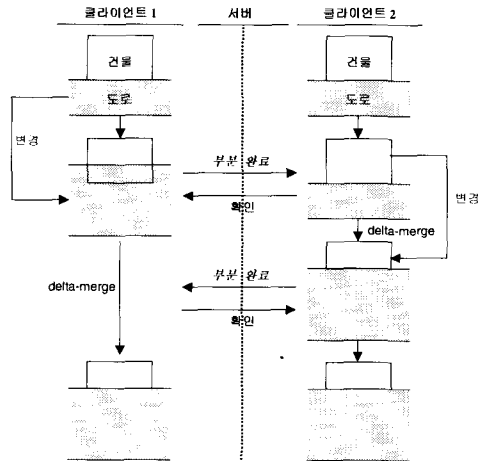 클라이언트 1
서버
클라이언트 2
건물
건물
도로
도로
변경
부분 완료
확인
변경
delta-merge
부분 완료
delta-merge
확인